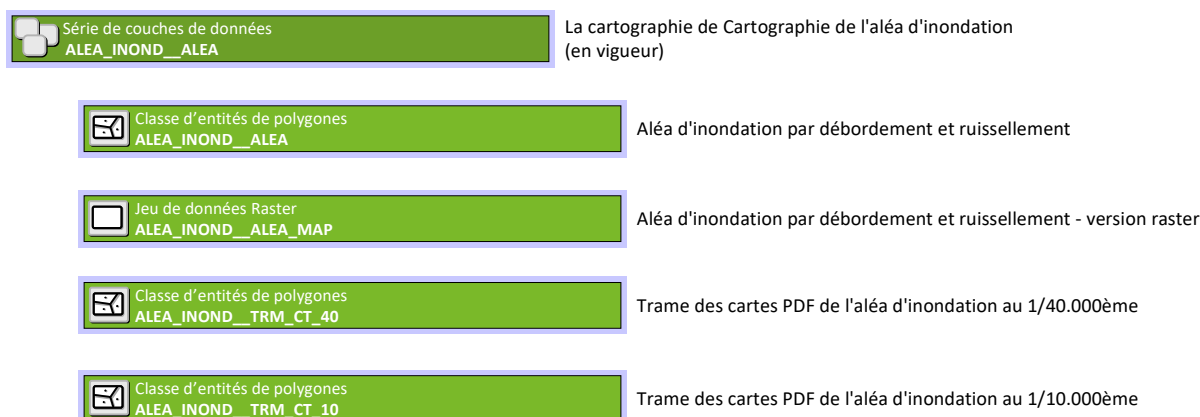 Série de couches de données
ALEA_INOND__ALEA
La cartographie de Cartographie de l'aléa d'inondation
(en vigueur)
Classe d'entités de polygones
ALEA_INOND__ALEA
Aléa d'inondation par débordement et ruissellement
Jeu de données Raster
ALEA_INOND__ALEA_MAP
Aléa d'inondation par débordement et ruissellement - version raster
Classe d'entités de polygones
ALEA_INOND__TRM_CT_40
Trame des cartes PDF de l'aléa d'inondation au 1/40.000ème
Classe d'entités de polygones
ALEA_INOND__TRM_CT_10
Trame des cartes PDF de l'aléa d'inondation au 1/10.000ème